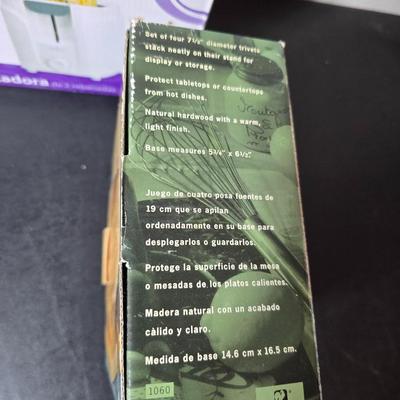 tadora
Set of four 7½" diameter trivets
stack neatly on their stand for
display or storage.
Protect tabletops or countertops
from hot dishes.
Natural hardwood with a warm,
light finish.
Base measures 5¾" x 6½".
Juego de cuatro posa fuentes de
19 cm que se apilan
ordenadamente en su base para
desplegarlos o guardarlos.
Protege la superficie de la mesa
o mesadas de los platos calientes.
Madera natural con un acabado
càlido y claro.
Medida de base 14.6 cm x 16.5 cm.
1060